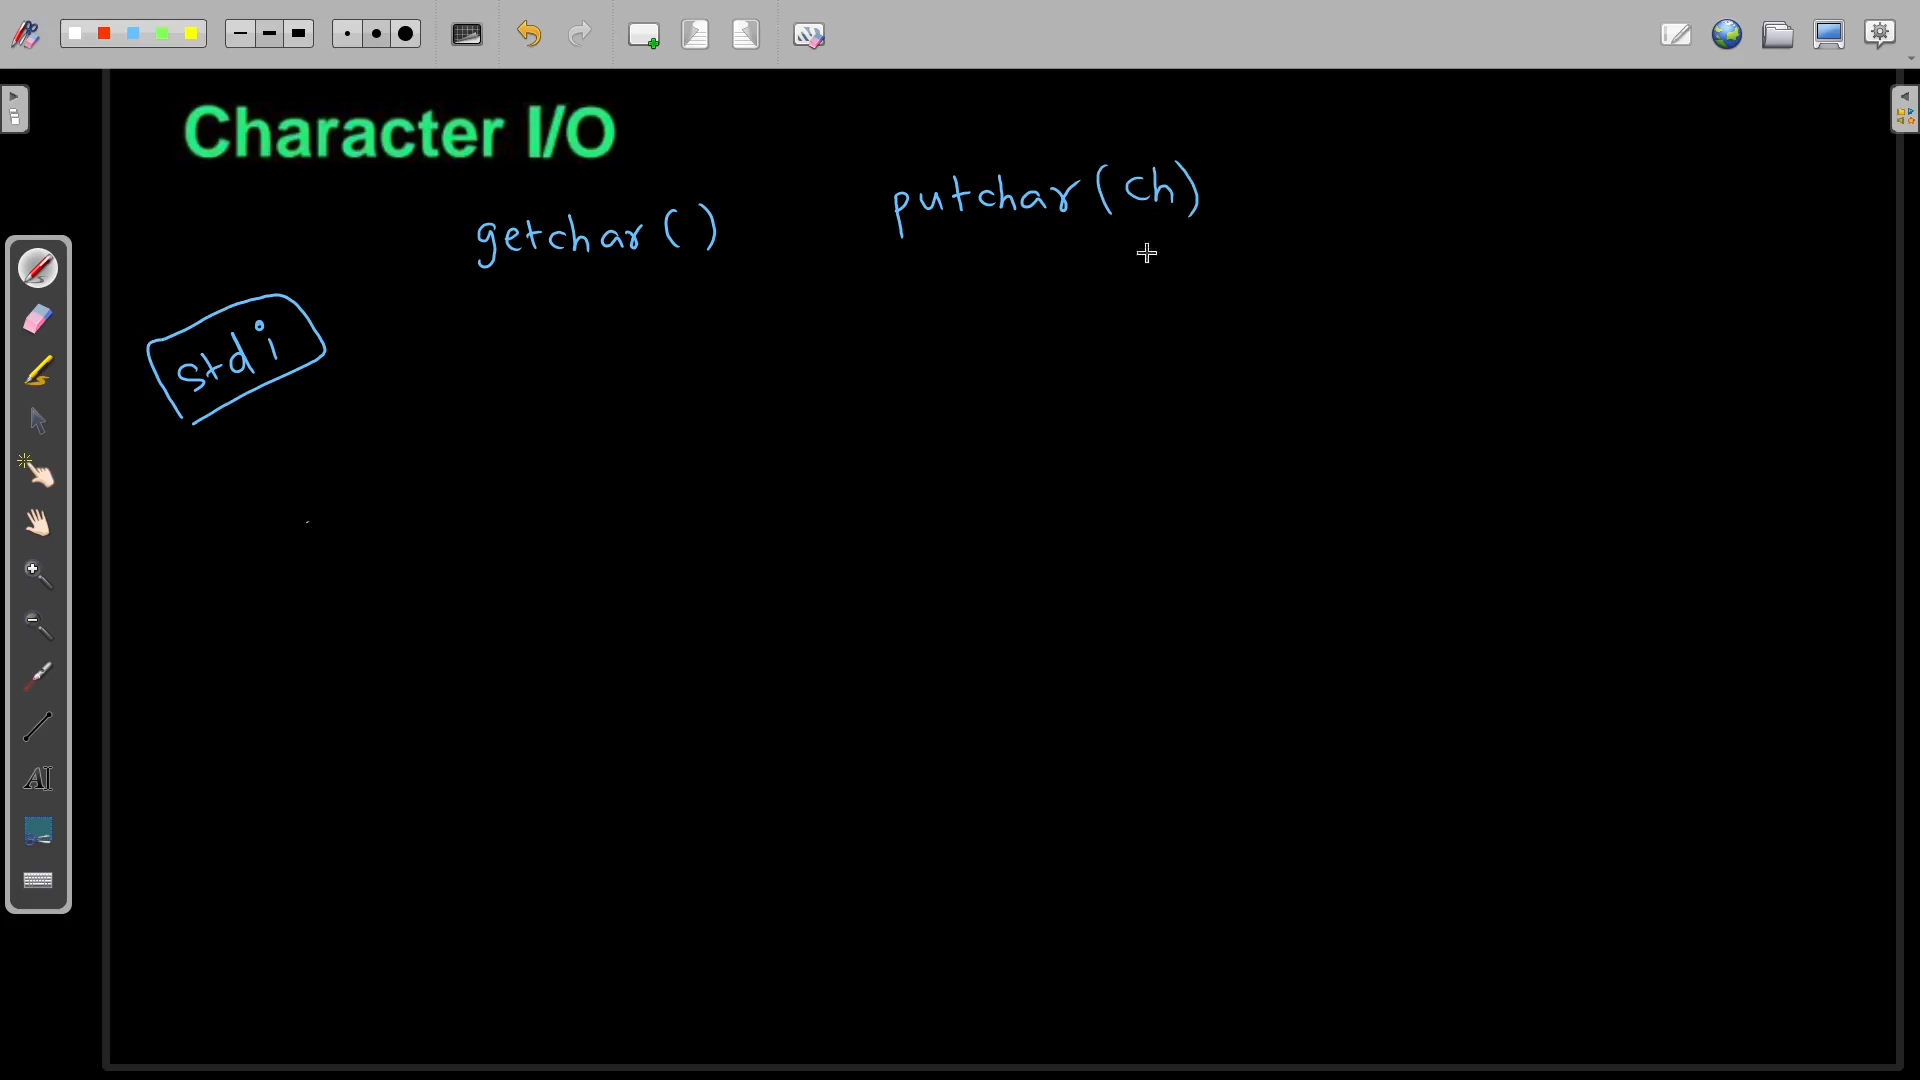 Character I/O
putchar(ch)
getchar()
stdi